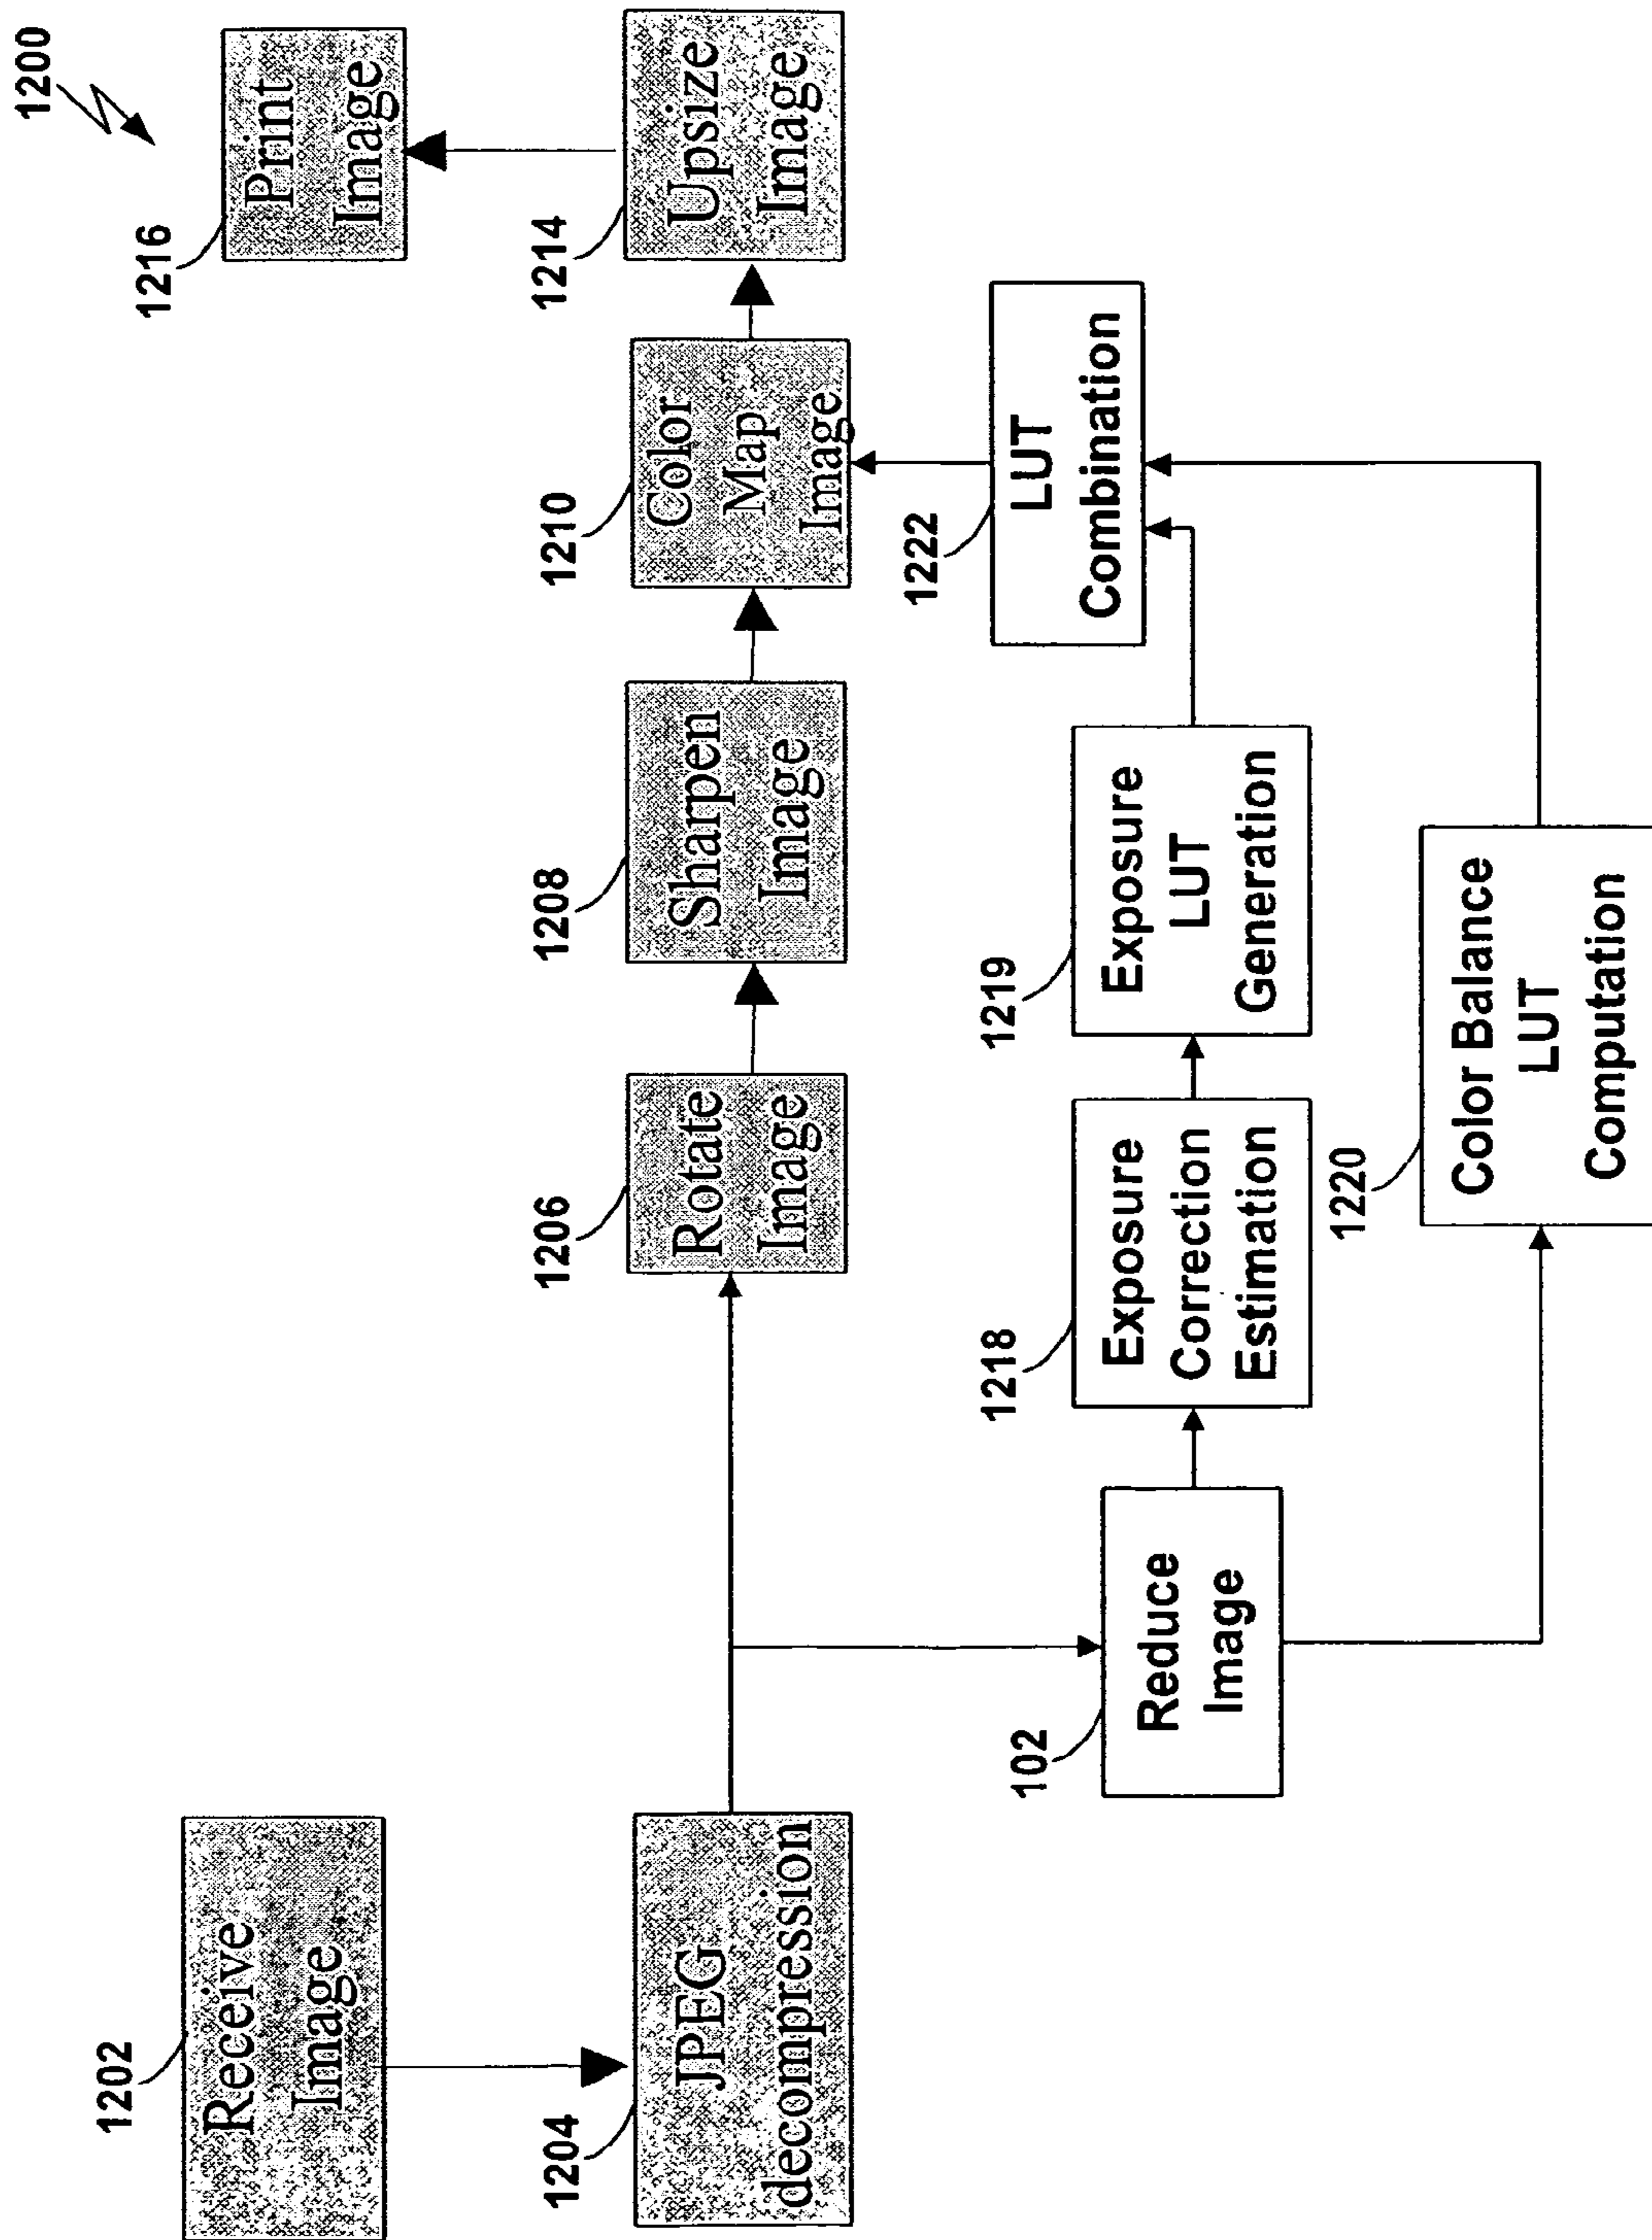 1200
1202
Receive
Image
1204
JPEG
decompression
1206
Rotate
Image
1208
Sharpen
Image
1210
Color
Map
Image
1214
Upsize
Image
1216
Print
Image
102
Reduce
Image
1218
Exposure
Correction
Estimation
1219
Exposure
LUT
Generation
1220
Color Balance
LUT
Computation
1222
LUT
Combination